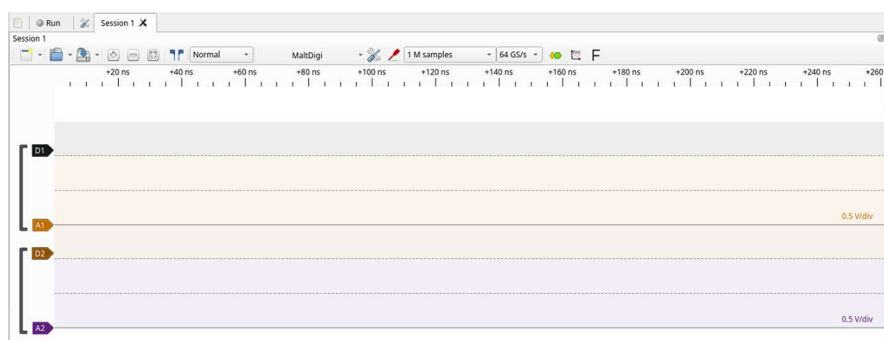 Run Session 1 X
Session 1
Normal MaltDigi 1 M samples 64 GS/s F
+20 ns +40 ns +60 ns +80 ns +100 ns +120 ns +140 ns +160 ns +180 ns +200 ns +220 ns +240 ns +260
D1
0.5 V/div
A1
D2
0.5 V/div
A2